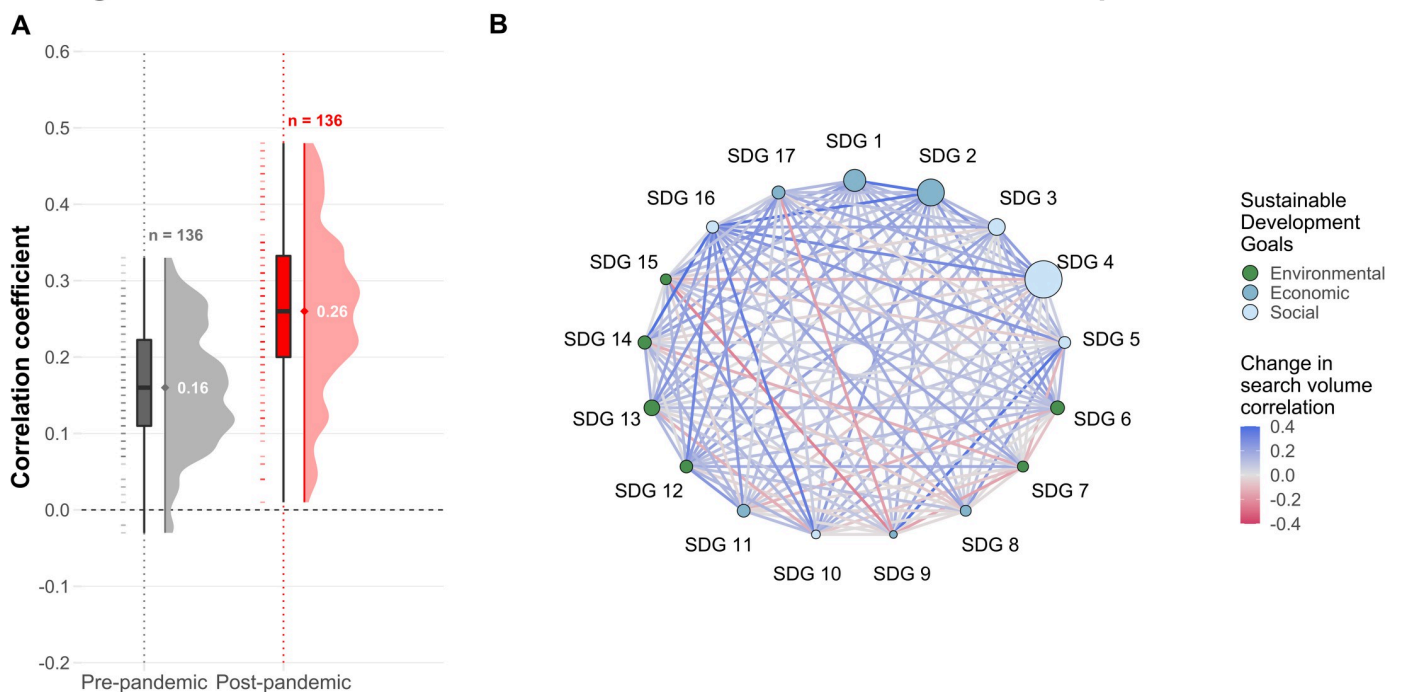 A
Correlation coefficient
0.6
0.5
0.4
0.3
0.2
0.1
0.0
-0.1
-0.2
n = 136
n = 136
0.16
0.26
Pre-pandemic
Post-pandemic
B
SDG 1
SDG 2
SDG 3
SDG 4
SDG 5
SDG 6
SDG 7
SDG 8
SDG 9
SDG 10
SDG 11
SDG 12
SDG 13
SDG 14
SDG 15
SDG 16
SDG 17
Sustainable
Development
Goals
Environmental
Economic
Social
Change in
search volume
correlation
0.4
0.2
0.0
-0.2
-0.4